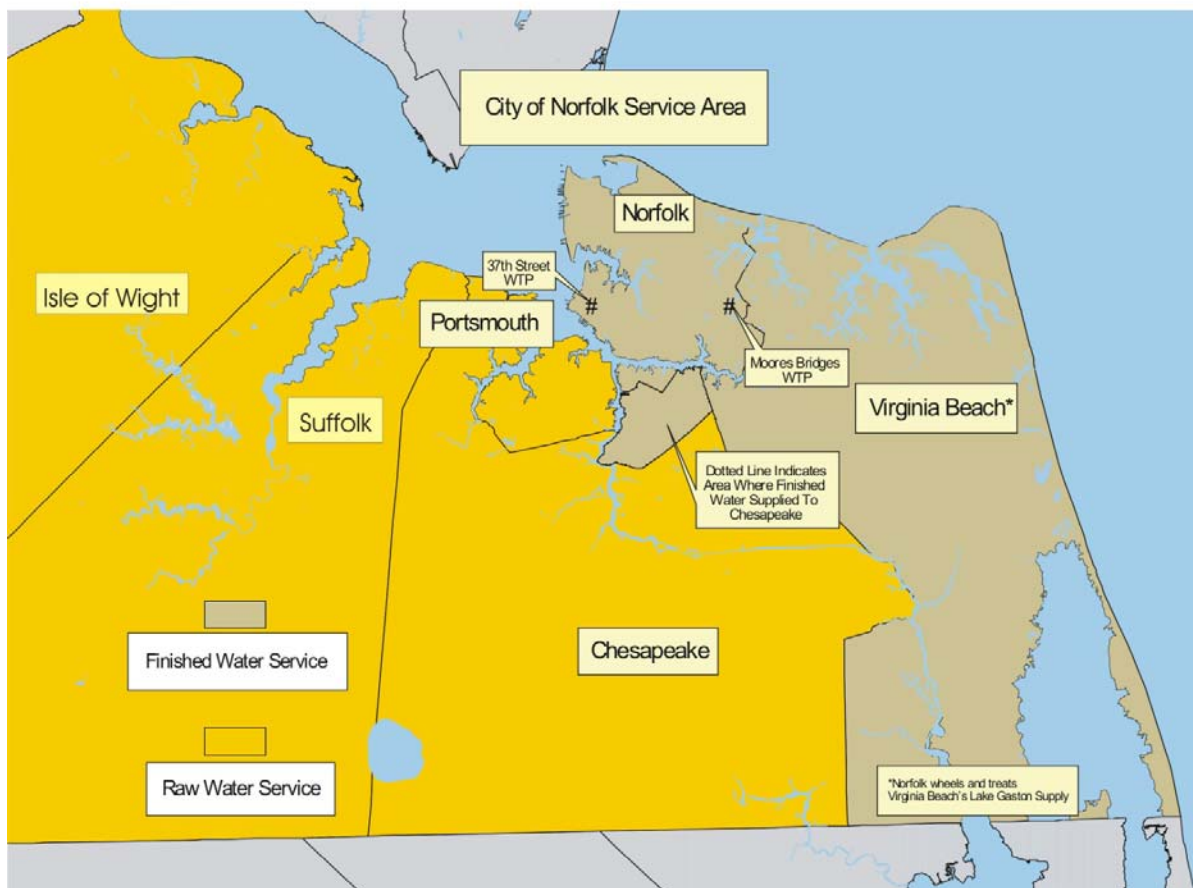 City of Norfolk Service Area
Norfolk
37th Street
WTP
#
#
Isle of Wight
Portsmouth
Moores Bridges
WTP
Virginia Beach*
Suffolk
Dotted Line Indicates
Area Where Finished
Water Supplied To
Chesapeake
Chesapeake
Finished Water Service
Raw Water Service
*Norfolk wheels and treats
Virginia Beach's Lake Gaston Supply